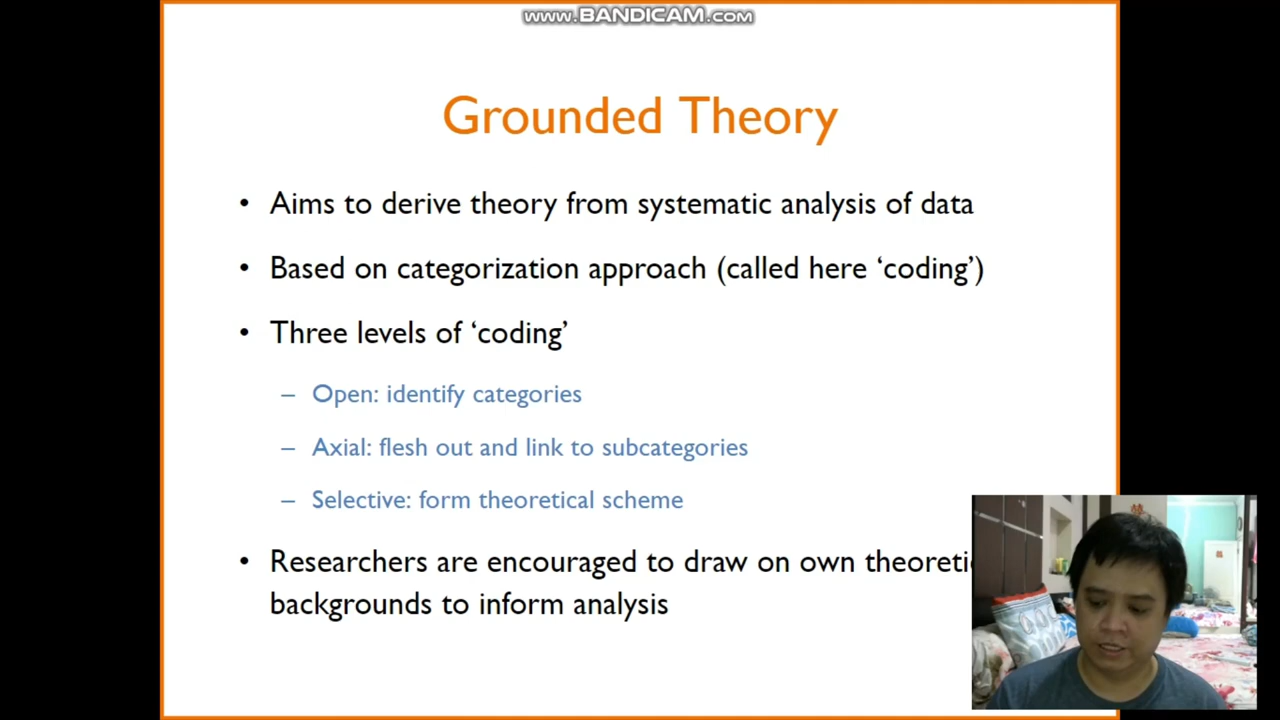 www.BANDICAM.com
Grounded Theory
• Aims to derive theory from systematic analysis of data
• Based on categorization approach (called here ‘coding’)
• Three levels of ‘coding’
– Open: identify categories
– Axial: flesh out and link to subcategories
– Selective: form theoretical scheme
• Researchers are encouraged to draw on own
backgrounds to inform analysis